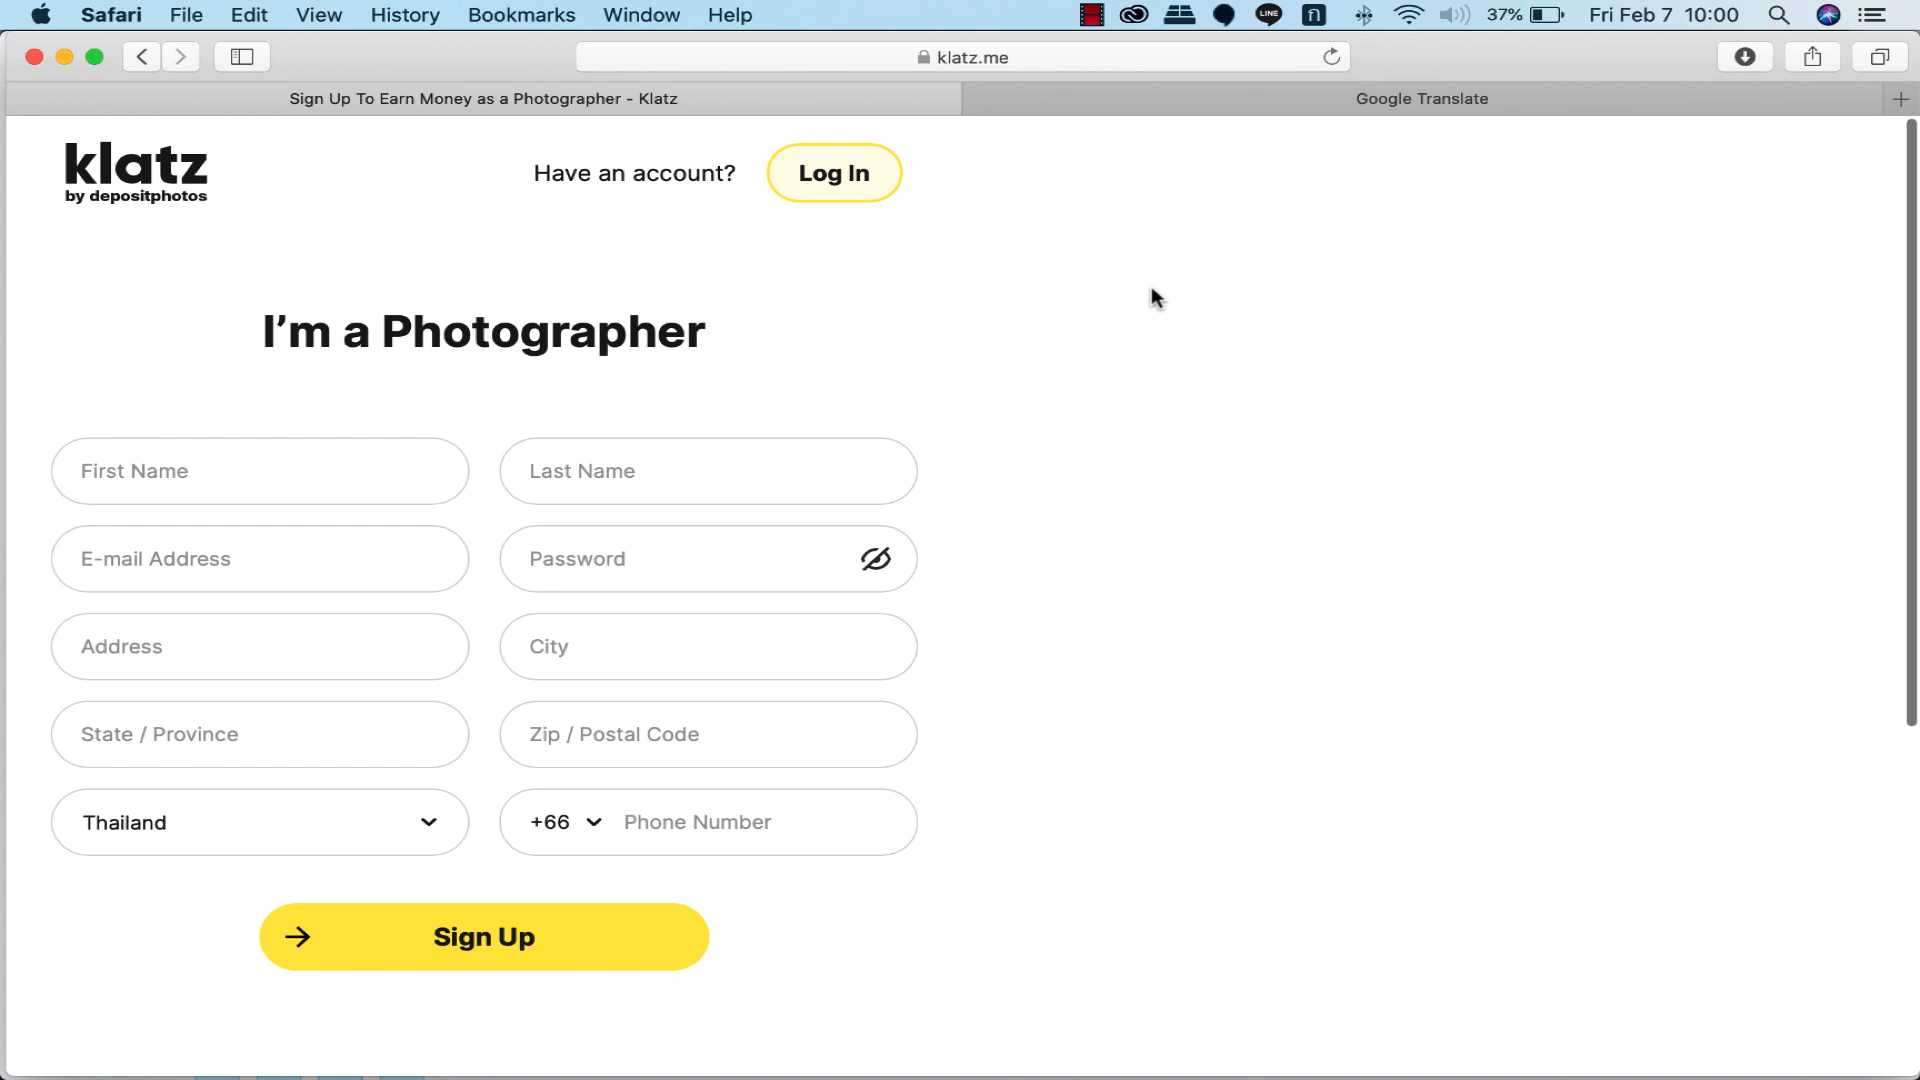 Safari File Edit View History Bookmarks Window Help LINE ก 37% Fri Feb 7 10:00
klatz.me
Sign Up To Earn Money as a Photographer - Klatz Google Translate
klatz
by depositphotos
Have an account? Log In
I'm a Photographer
First Name Last Name
E-mail Address Password
Address City
State / Province Zip / Postal Code
Thailand +66 Phone Number
Sign Up